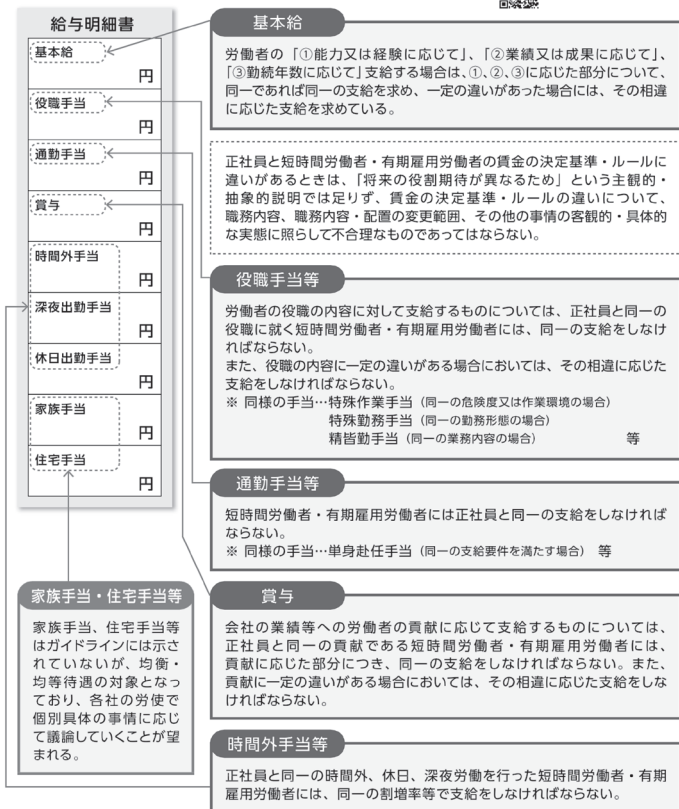 給与明細書
基本給
円
役職手当
円
通勤手当
円
賞与
円
時間外手当
円
深夜出勤手当
円
休日出勤手当
円
家族手当
円
住宅手当
円
家族手当・住宅手当等
家族手当、住宅手当等
はガイドラインには示さ
れていないが、均衡・
均等待遇の対象となっ
ており、各社の労使で
個別具体の事情に応じ
て議論していくことが望
まれる。
基本給
労働者の「①能力又は経験に応じて」、「②業績又は成果に応じて」、
「③勤続年数に応じて」支給する場合は、①、②、③に応じた部分について、
同一であれば同一の支給を求め、一定の違いがあった場合には、その相違
に応じた支給を求めている。
正社員と短時間労働者・有期雇用労働者の賃金の決定基準・ルールに
違いがあるときは、「将来の役割期待が異なるため」という主観的・
抽象的説明では足りず、賃金の決定基準・ルールの違いについて、
職務内容、職務内容・配置の変更範囲、その他の事情の客観的・具体的
な実態に照らして不合理なものであってはならない。
役職手当等
労働者の役職の内容に対して支給するものについては、正社員と同一の
役職に就く短時間労働者・有期雇用労働者には、同一の支給をしなけ
ればならない。
また、役職の内容に一定の違いがある場合においては、その相違に応じた
支給をしなければならない。
※ 同様の手当…特殊作業手当（同一の危険度又は作業環境の場合）
特殊勤務手当（同一の勤務形態の場合）
精皆勤手当（同一の業務内容の場合） 等
通勤手当等
短時間労働者・有期雇用労働者には正社員と同一の支給をしなければ
ならない。
※ 同様の手当…単身赴任手当（同一の支給要件を満たす場合） 等
賞与
会社の業績等への労働者の貢献に応じて支給するものについては、
正社員と同一の貢献である短時間労働者・有期雇用労働者には、
貢献に応じた部分につき、同一の支給をしなければならない。また、
貢献に一定の違いがある場合においては、その相違に応じた支給をしな
ければならない。
時間外手当等
正社員と同一の時間外、休日、深夜労働を行った短時間労働者・有期
雇用労働者には、同一の割増率等で支給をしなければならない。